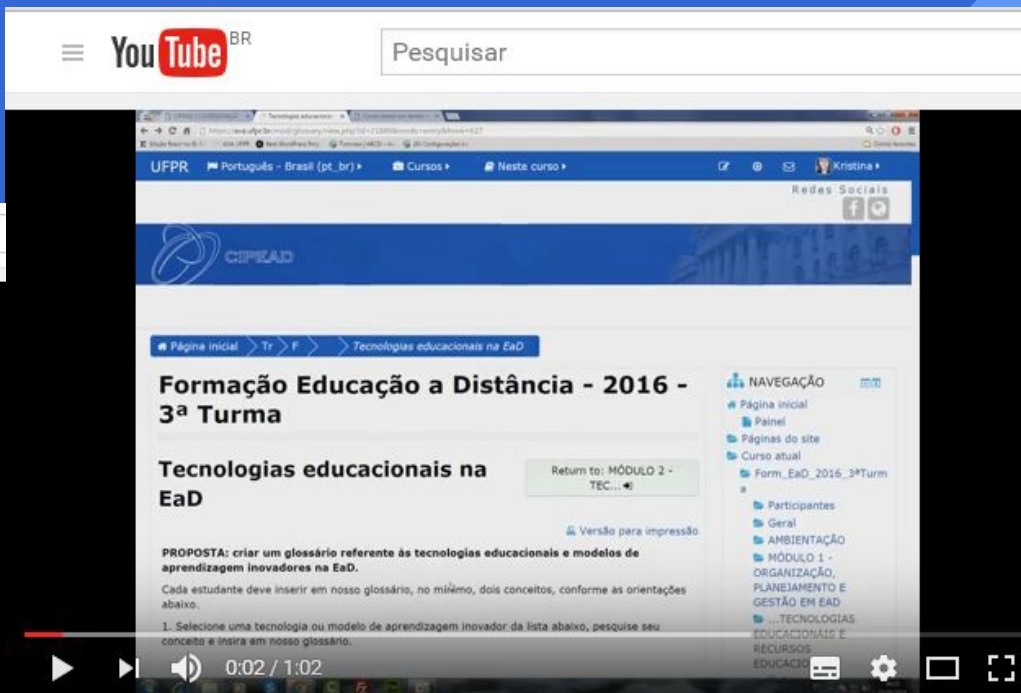 YouTube BR
Pesquisar
UFPR Português - Brasil (pt_br) Cursos Neste curso Kristina
Redes Sociais
CIPEAD
Página inicial Tr F Tecnologias educacionais na EaD
Formação Educação a Distância - 2016 -
3ª Turma
Tecnologias educacionais na
EaD
Return to: MÓDULO 2 -
TEC...
Versão para impressão
PROPOSTA: criar um glossário referente às tecnologias educacionais e modelos de
aprendizagem inovadores na EaD.
Cada estudante deve inserir em nosso glossário, no mínimo, dois conceitos, conforme as orientações
abaixo.
1. Selecione uma tecnologia ou modelo de aprendizagem inovador da lista abaixo, pesquise seu
conceito e insira em nosso glossário.
NAVEGAÇÃO
Página inicial
Painel
Páginas do site
Curso atual
Form_EaD_2016_3ªTurm
a
Participantes
Geral
AMBIENTAÇÃO
MÓDULO 1 -
ORGANIZAÇÃO,
PLANEJAMENTO E
GESTÃO EM EAD
...TECNOLOGIAS
EDUCACIONAIS E
RECURSOS
EDUCACIO
0:02 / 1:02